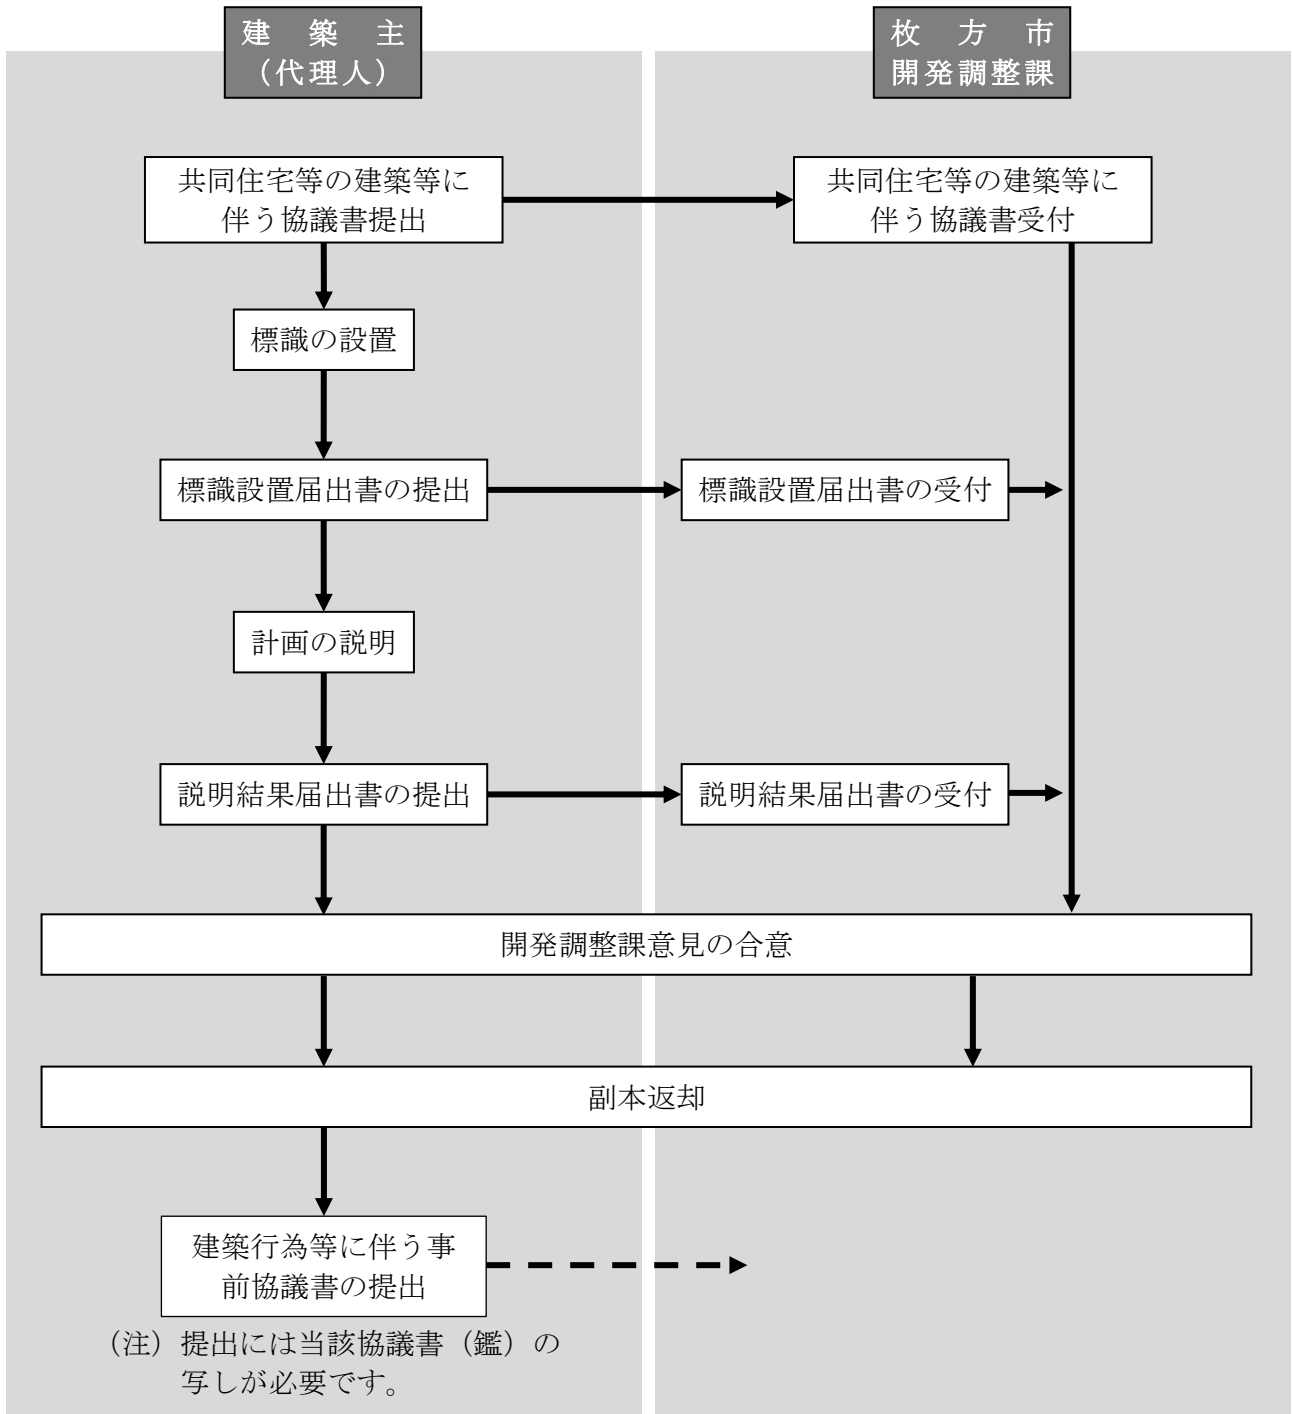 建築主
（代理人）
枚方市
開発調整課
共同住宅等の建築等に
伴う協議書提出
共同住宅等の建築等に
伴う協議書受付
標識の設置
標識設置届出書の提出
標識設置届出書の受付
計画の説明
説明結果届出書の提出
説明結果届出書の受付
開発調整課意見の合意
副本返却
建築行為等に伴う事
前協議書の提出
（注）提出には当該協議書（鑑）の
写しが必要です。